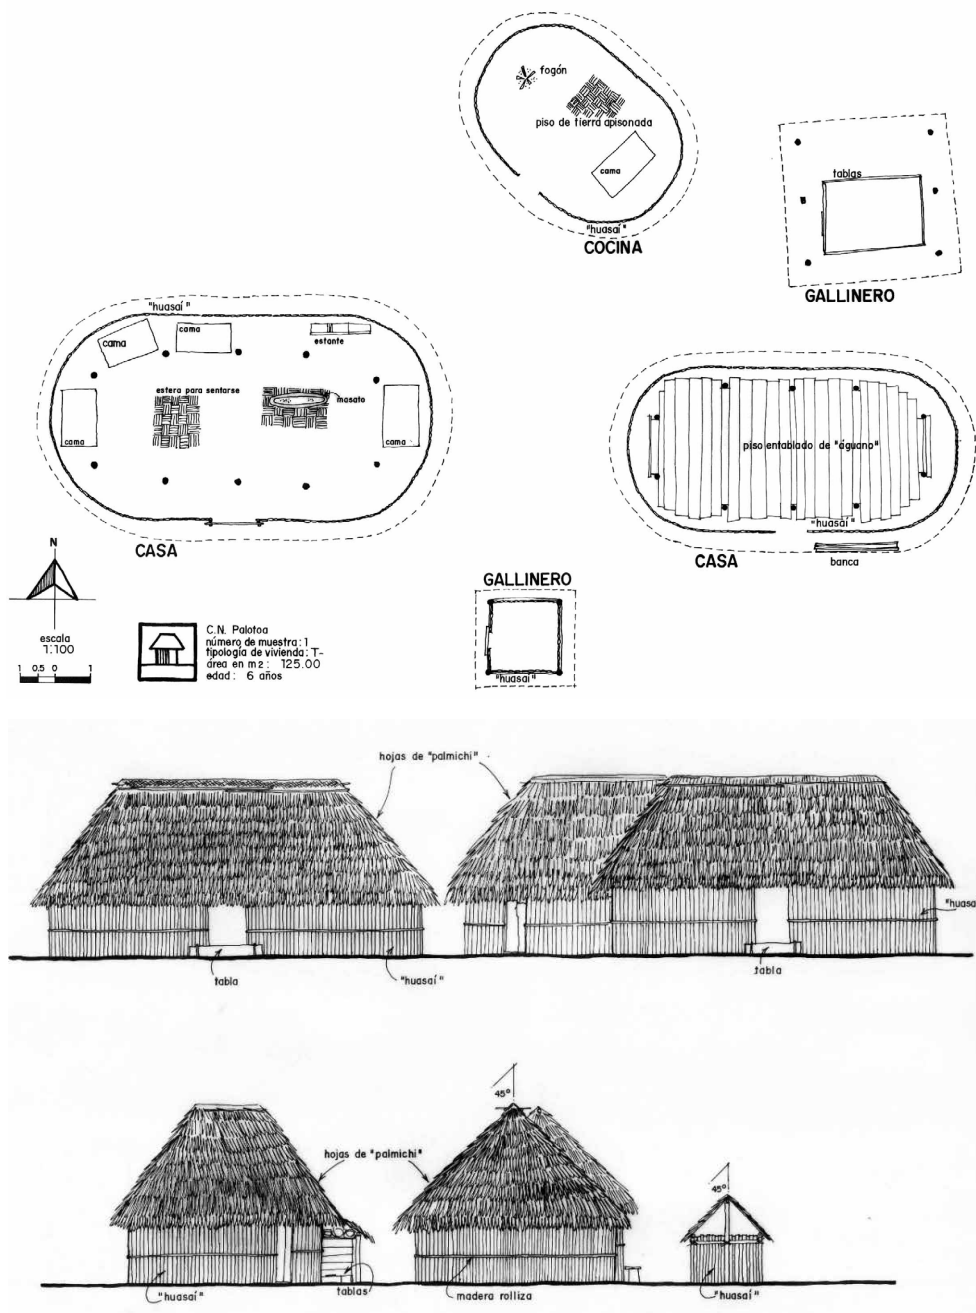 fogón
piso de tierra apisonada
cama
"huasaí"
COCINA
tablas
GALLINERO
"huasaí"
cama
cama
estante
estera para sentarse
masato
cama
cama
CASA
piso entablado de "águano"
"huasaí"
CASA
banca
N
escala
1:100
1 0.5 0 1
C.N. Palotoa
número de muestra: 1
tipología de vivienda: T-
área en m2: 125.00
edad: 6 años
GALLINERO
"huasaí"
hojas de "palmichi"
"huasa
tabla
"huasaí"
tabla
45°
hojas de "palmichi"
45°
"huasaí"
tablas
madera rolliza
"huasaí"